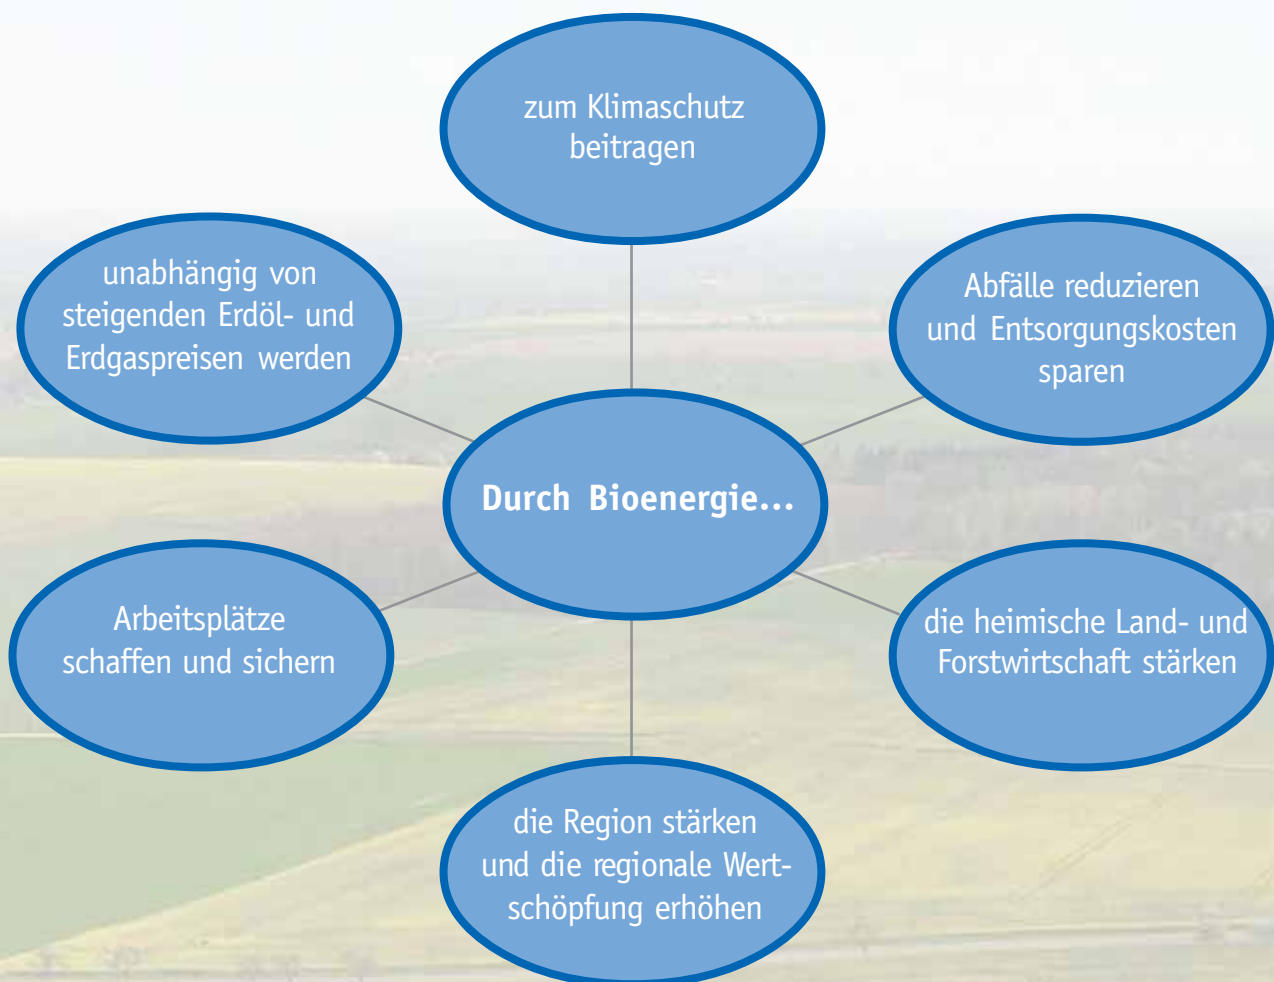 zum Klimaschutz
beitragen
unabhängig von
steigenden Erdöl- und
Erdgaspreisen werden
Abfälle reduzieren
und Entsorgungskosten
sparen
Durch Bioenergie...
Arbeitsplätze
schaffen und sichern
die heimische Land- und
Forstwirtschaft stärken
die Region stärken
und die regionale Wert-
schöpfung erhöhen